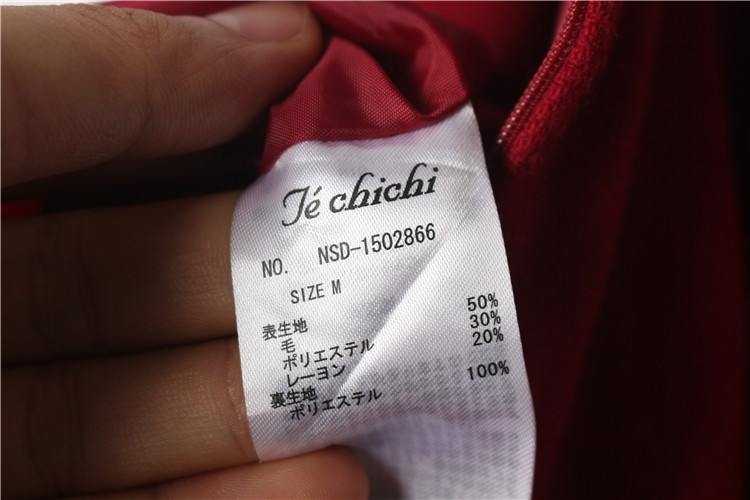 Jé chichi
NO. NSD-1502866
SIZE M
表生地
毛 50%
ポリエステル 30%
レーヨン 20%
裏生地
ポリエステル 100%